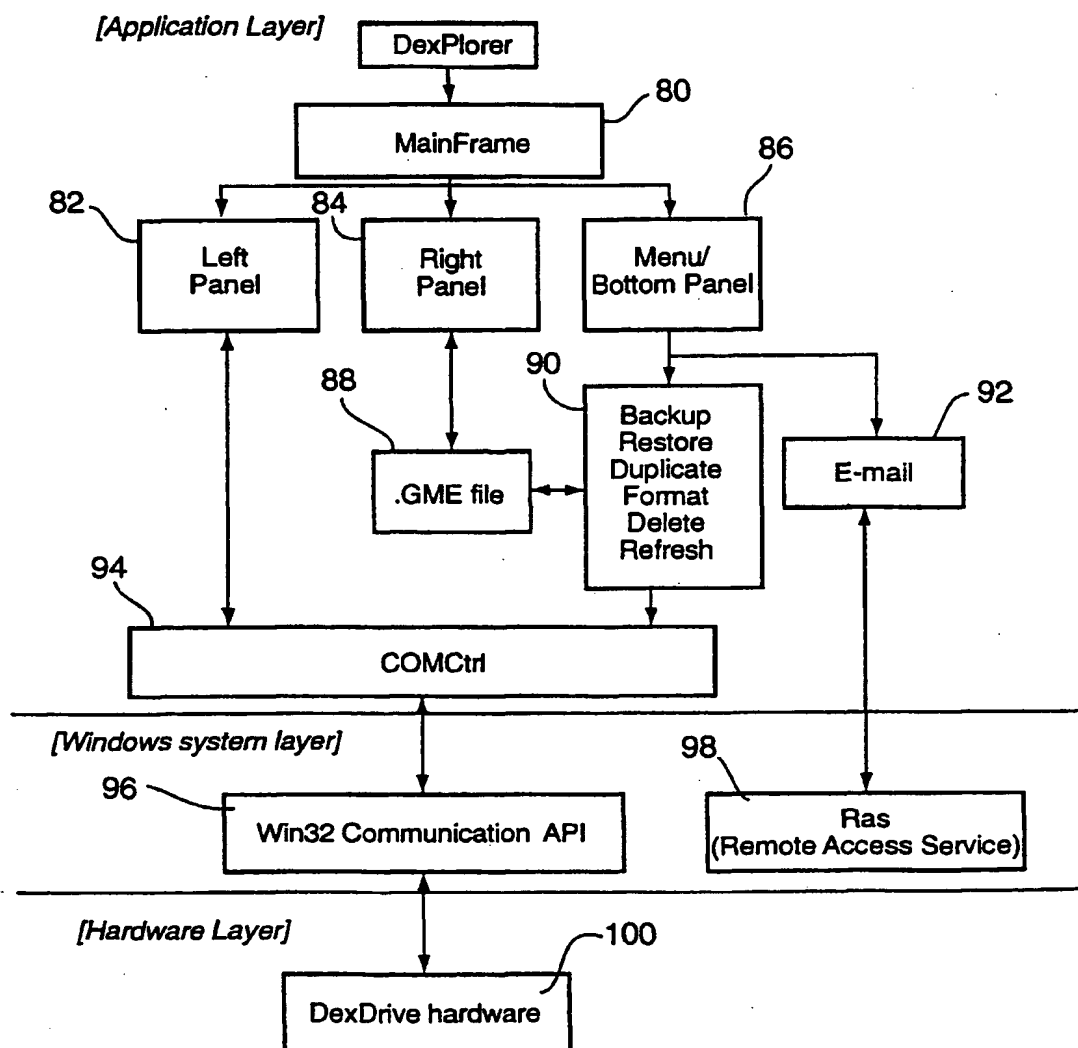 [Application Layer]
DexPlorer
80
MainFrame
86
82
84
Left
Panel
Right
Panel
Menu/
Bottom Panel
88
90
92
Backup
Restore
Duplicate
Format
Delete
Refresh
E-mail
.GME file
94
COMCtrl
[Windows system layer]
96
98
Win32 Communication API
Ras
(Remote Access Service)
[Hardware Layer]
100
DexDrive hardware